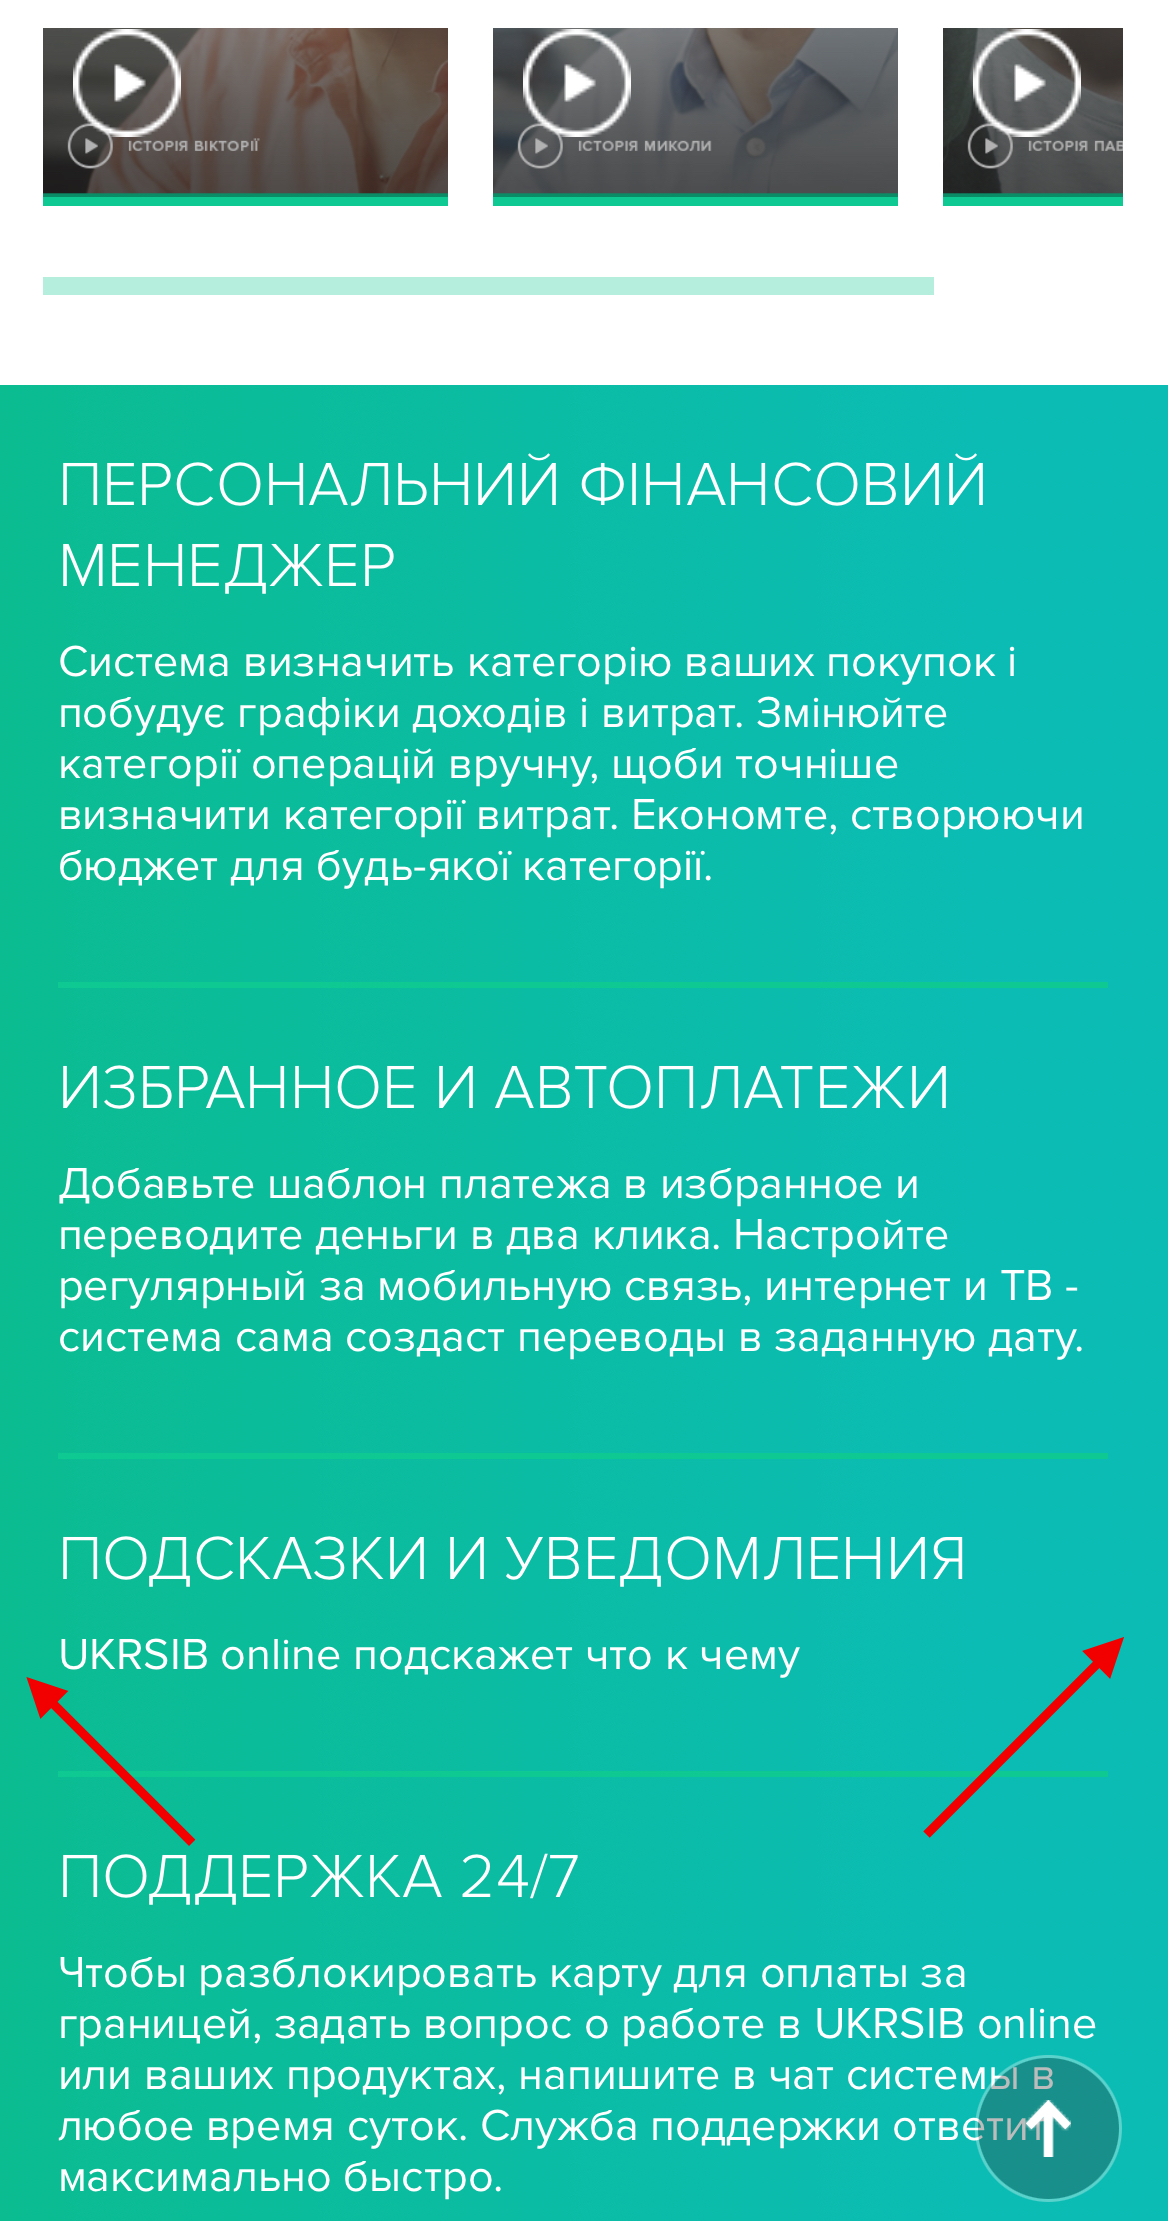 ІСТОРІЯ ВІКТОРІЇ
ІСТОРІЯ МИКОЛИ
ІСТОРІЯ
ПЕРСОНАЛЬНИЙ ФІНАНСОВИЙ
МЕНЕДЖЕР
Система визначить категорію ваших покупок і
побудує графіки доходів і витрат. Змінюйте
категорії операцій вручну, щоби точніше
визначити категорії витрат. Економте, створюючи
бюджет для будь-якої категорії.
ИЗБРАННОЕ И АВТОПЛАТЕЖИ
Добавьте шаблон платежа в избранное и
переводите деньги в два клика. Настройте
регулярный за мобильную связь, интернет и ТВ -
система сама создаст переводы в заданную дату.
ПОДСКАЗКИ И УВЕДОМЛЕНИЯ
UKRSIB online подскажет что к чему
ПОДДЕРЖКА 24/7
Чтобы разблокировать карту для оплаты за
границей, задать вопрос о работе в UKRSIB online
или ваших продуктах, напишите в чат системы в
любое время суток. Служба поддержки ответит
максимально быстро.